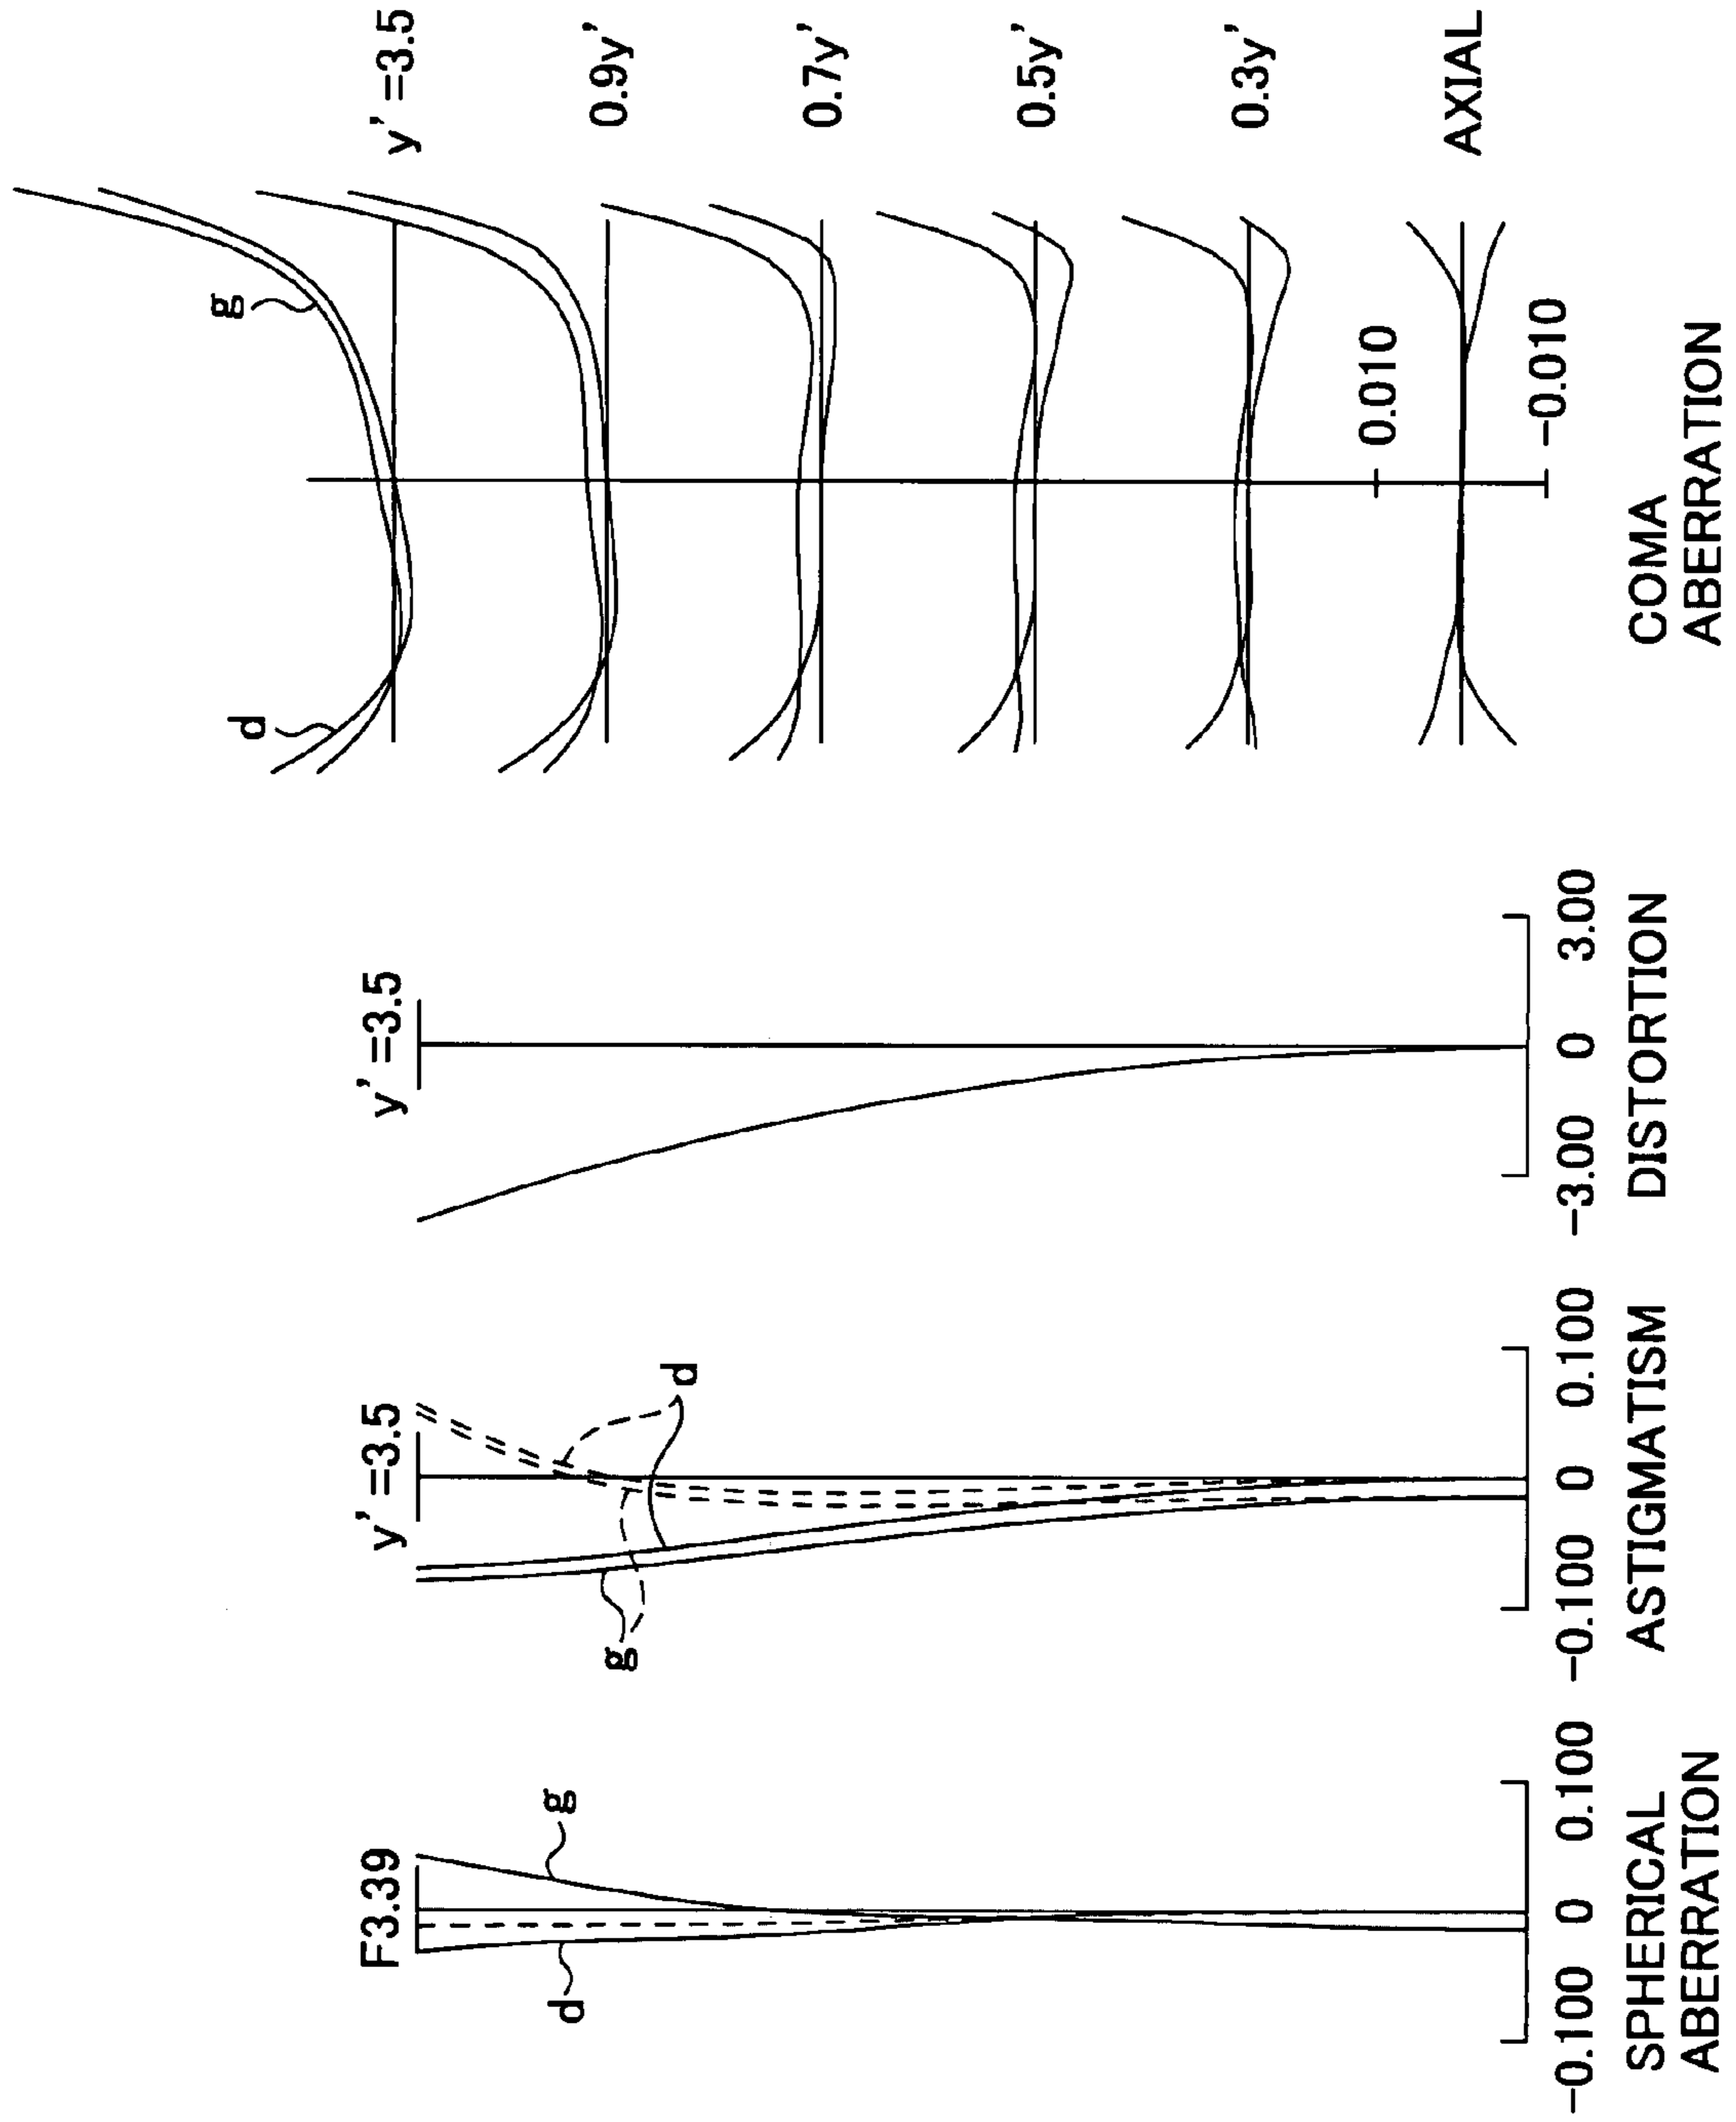 F3.39
g
d
-0.100 0 0.100
SPHERICAL
ABERRATION
y' =3.5
g
d
-0.100 0 0.100
ASTIGMATISM
y' =3.5
-3.00 0 3.00
DISTORTION
d
g
y' =3.5
0.9y'
0.7y'
0.5y'
0.3y'
0.010
AXIAL
-0.010
COMA
ABERRATION